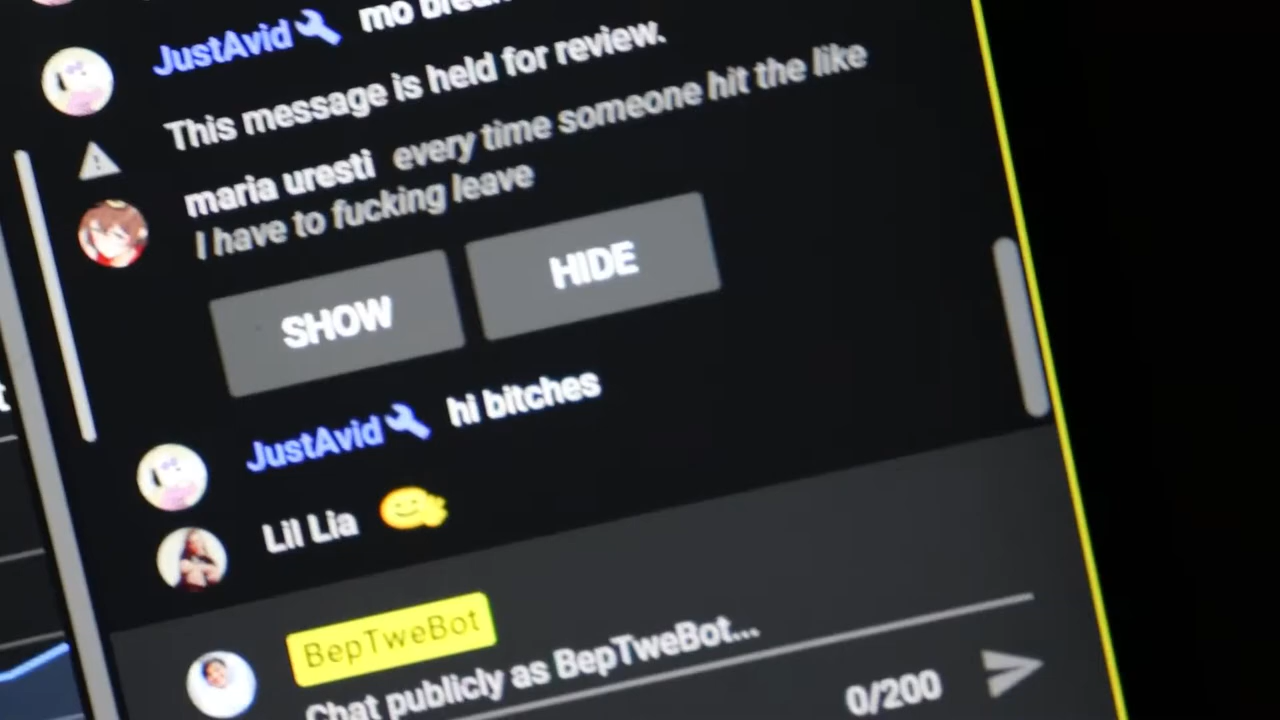 JustAvid mo
This message is held for review.
maria uresti every time someone hit the like
I have to fucking leave
SHOW HIDE
JustAvid hi bitches
Lil Lia
BepTweBot
Chat publicly as BepTweBot...
0/200